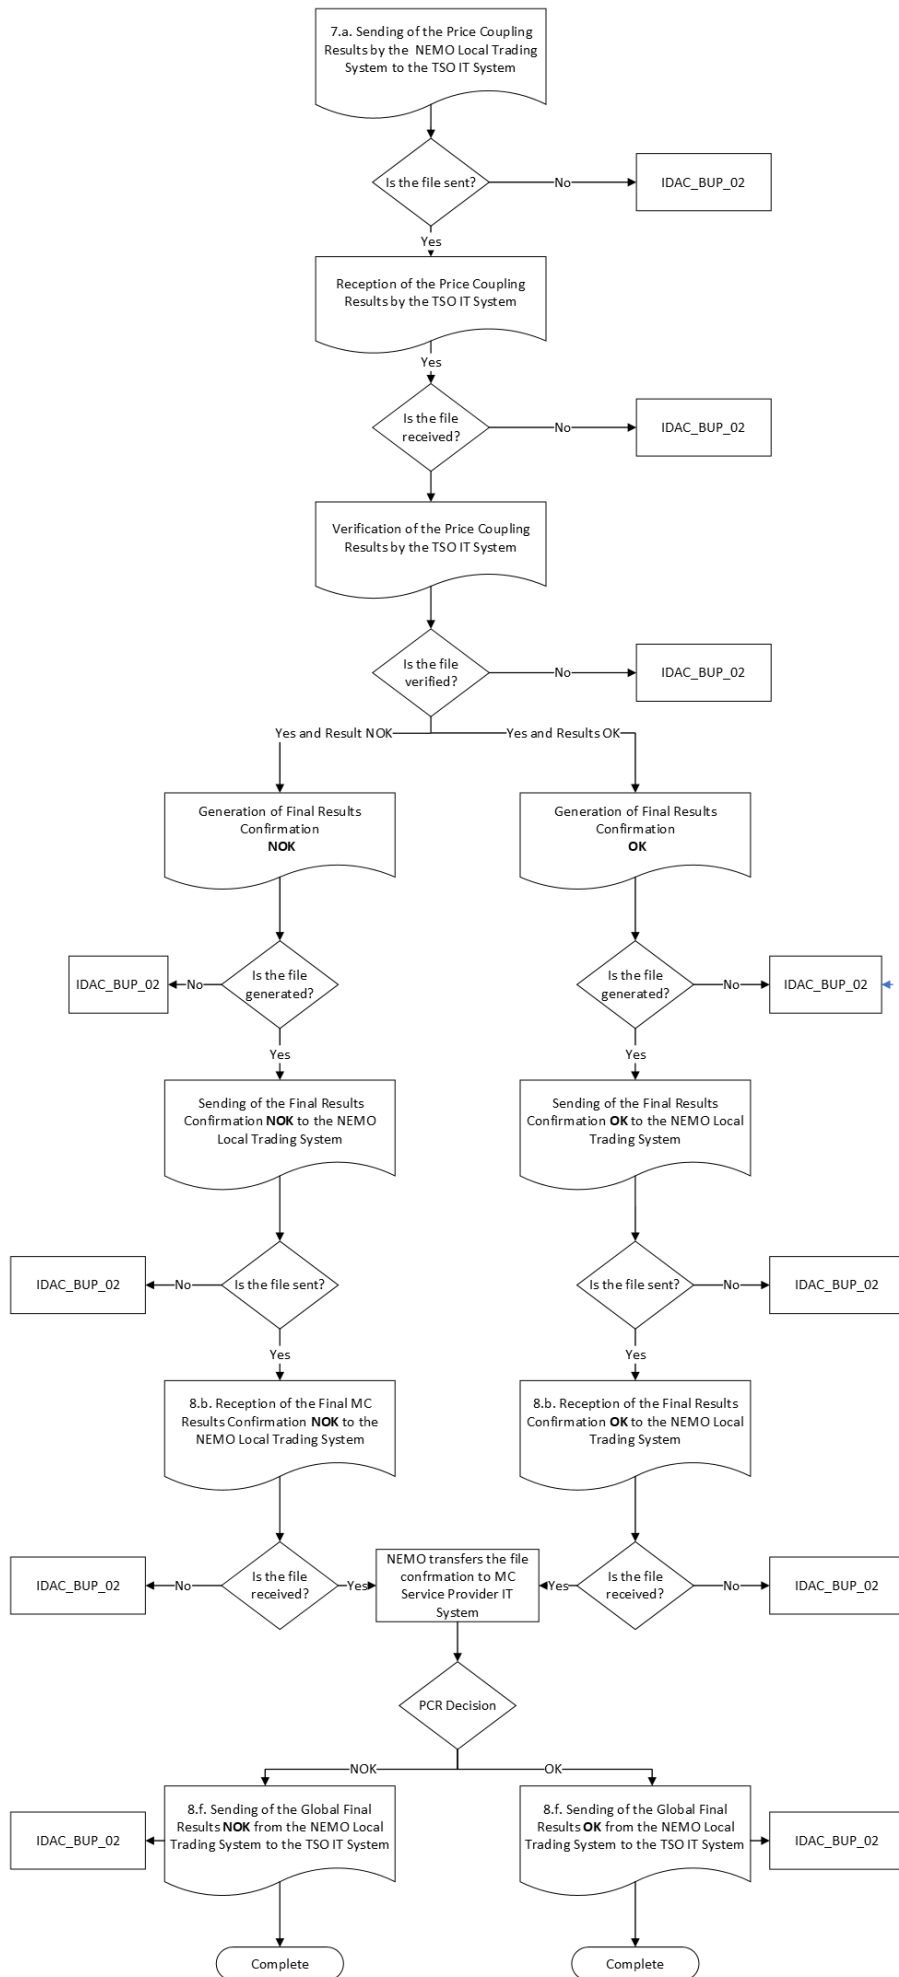 7.a. Sending of the Price Coupling
Results by the NEMO Local Trading
System to the TSO IT System
Is the file sent?
No
IDAC_BUP_02
Yes
Reception of the Price Coupling
Results by the TSO IT System
Yes
Is the file
received?
No
IDAC_BUP_02
Verification of the Price Coupling
Results by the TSO IT System
Is the file
verified?
No
IDAC_BUP_02
Yes and Result NOK
Yes and Results OK
Generation of Final Results
Confirmation
NOK
Generation of Final Results
Confirmation
OK
IDAC_BUP_02
No
Is the file
generated?
Is the file
generated?
No
IDAC_BUP_02
Yes
Yes
Sending of the Final Results
Confirmation NOK to the NEMO
Local Trading System
Sending of the Final Results
Confirmation OK to the NEMO Local
Trading System
IDAC_BUP_02
No
Is the file sent?
Is the file sent?
No
IDAC_BUP_02
Yes
Yes
8.b. Reception of the Final MC
Results Confirmation NOK to the
NEMO Local Trading System
8.b. Reception of the Final Results
Confirmation OK to the NEMO Local
Trading System
IDAC_BUP_02
No
Is the file
received?
Yes
NEMO transfers the file
confrmation to MC
Service Provider IT
System
Yes
Is the file
received?
No
IDAC_BUP_02
PCR Decision
NOK
OK
IDAC_BUP_02
8.f. Sending of the Global Final
Results NOK from the NEMO Local
Trading System to the TSO IT System
8.f. Sending of the Global Final
Results OK from the NEMO Local
Trading System to the TSO IT System
IDAC_BUP_02
Complete
Complete